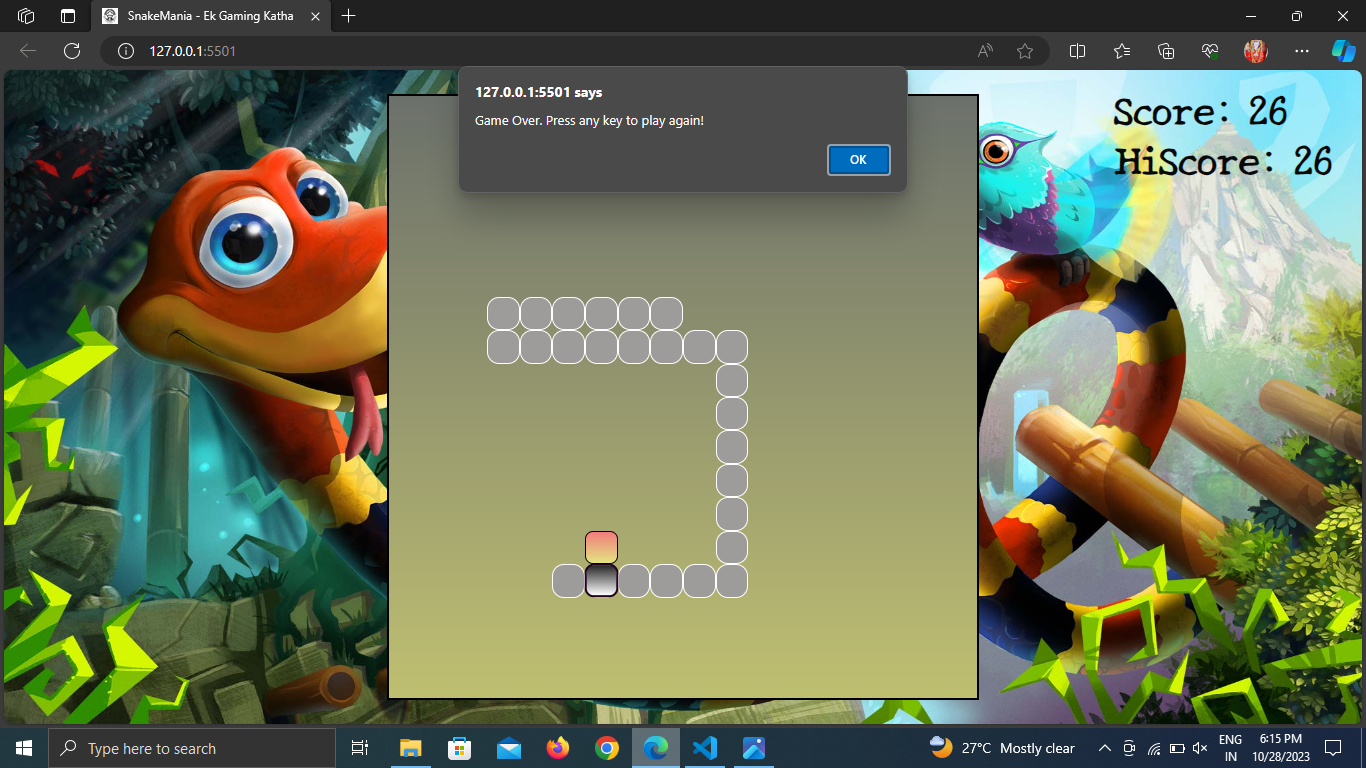 SnakeMania - Ek Gaming Katha
127.0.0.1:5501
127.0.0.1:5501 says
Game Over. Press any key to play again!
OK
Score: 26
HiScore: 26
Type here to search
27°C Mostly clear
ENG
IN
6:15 PM
10/28/2023